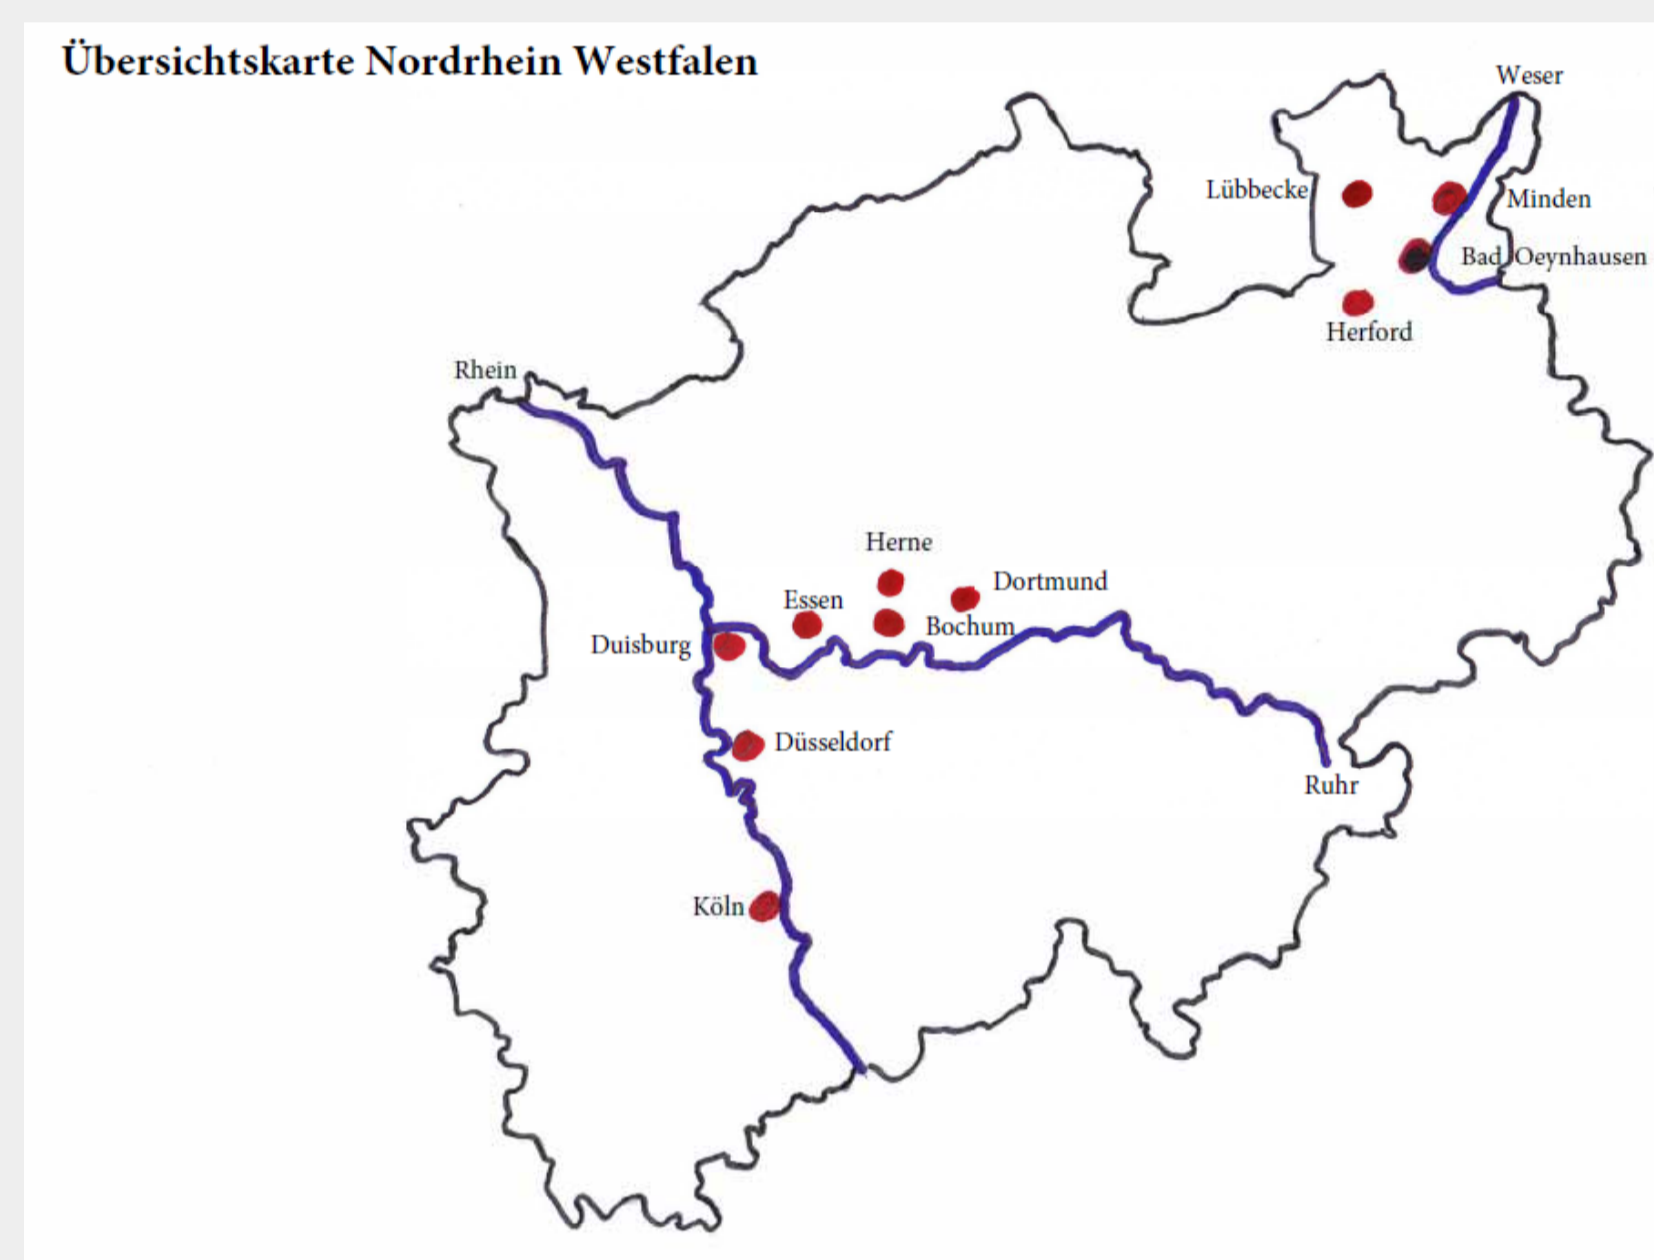 Übersichtskarte Nordrhein Westfalen
Weser
Lübbecke
Minden
Bad Oeynhausen
Herford
Rhein
Herne
Dortmund
Essen
Bochum
Duisburg
Düsseldorf
Ruhr
Köln